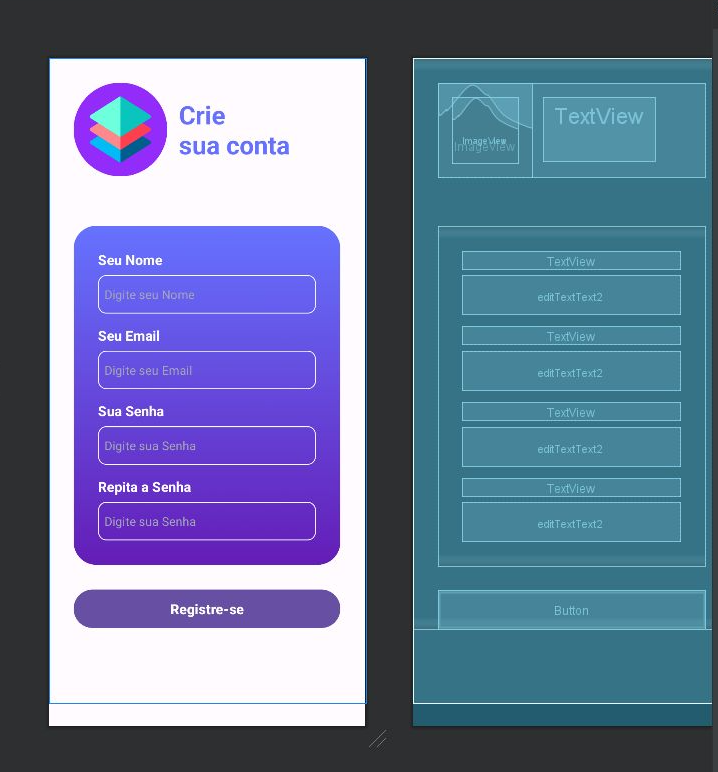 Crie
sua conta
Seu Nome
Digite seu Nome
Seu Email
Digite seu Email
Sua Senha
Digite sua Senha
Repita a Senha
Digite sua Senha
Registre-se
TextView
ImageView
ImageView
TextView
editTextText2
TextView
editTextText2
TextView
editTextText2
TextView
editTextText2
Button